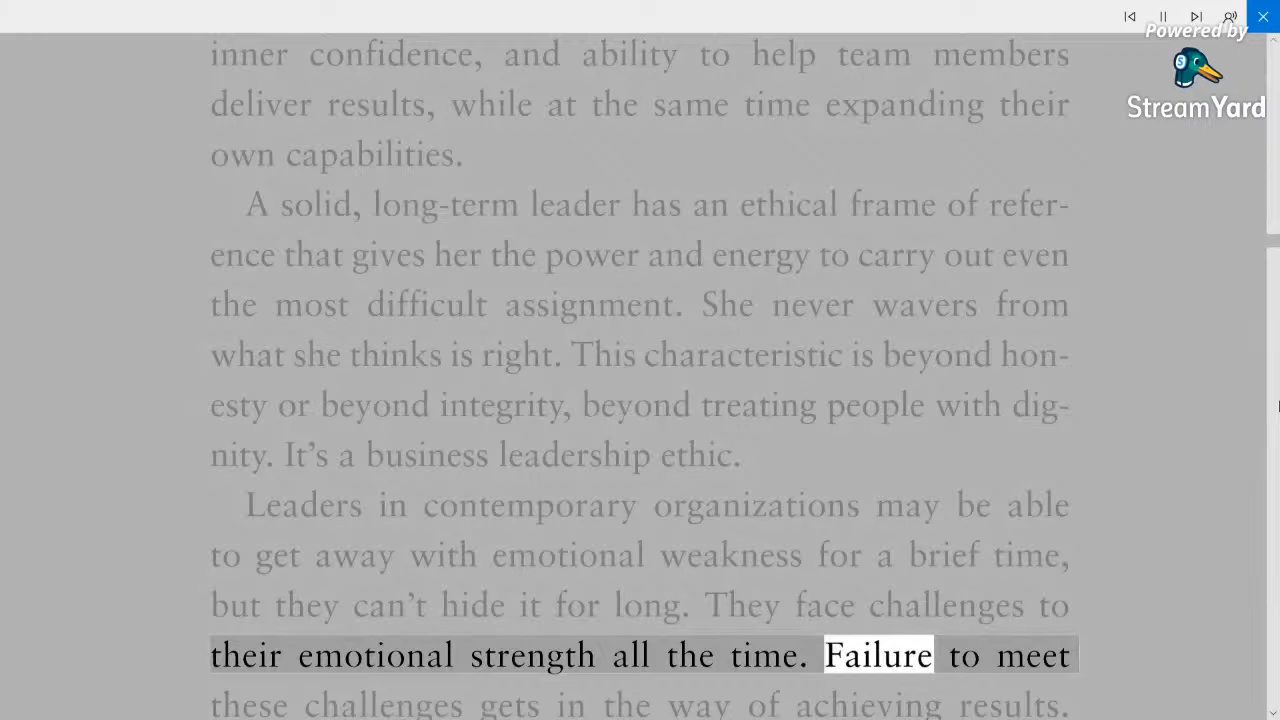 Powered by
StreamYard
inner confidence, and ability to help team members
deliver results, while at the same time expanding their
own capabilities.
A solid, long-term leader has an ethical frame of refer-
ence that gives her the power and energy to carry out even
the most difficult assignment. She never wavers from
what she thinks is right. This characteristic is beyond hon-
esty or beyond integrity, beyond treating people with dig-
nity. It's a business leadership ethic.
Leaders in contemporary organizations may be able
to get away with emotional weakness for a brief time,
but they can't hide it for long. They face challenges to
their emotional strength all the time. Failure to meet
these challenges gets in the way of achieving results.